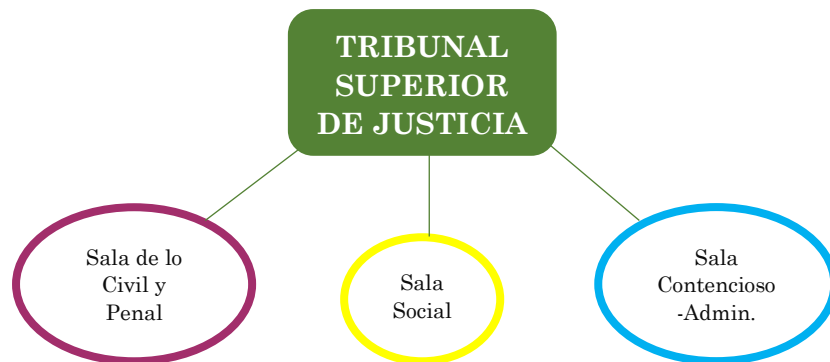 TRIBUNAL
SUPERIOR
DE JUSTICIA
Sala de lo
Civil y
Penal
Sala
Social
Sala
Contencioso
-Admin.